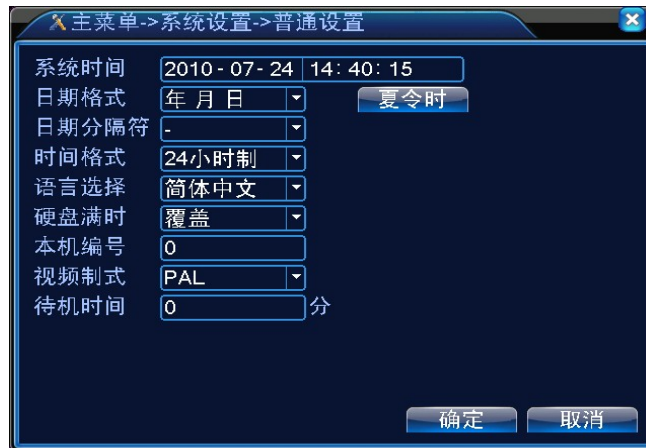 主菜单->系统设置->普通设置
系统时间 2010-07-24 14:40:15
日期格式 年 月 日 夏令时
日期分隔符 -
时间格式 24小时制
语言选择 简体中文
硬盘满时 覆盖
本机编号 0
视频制式 PAL
待机时间 0 分
确定 取消